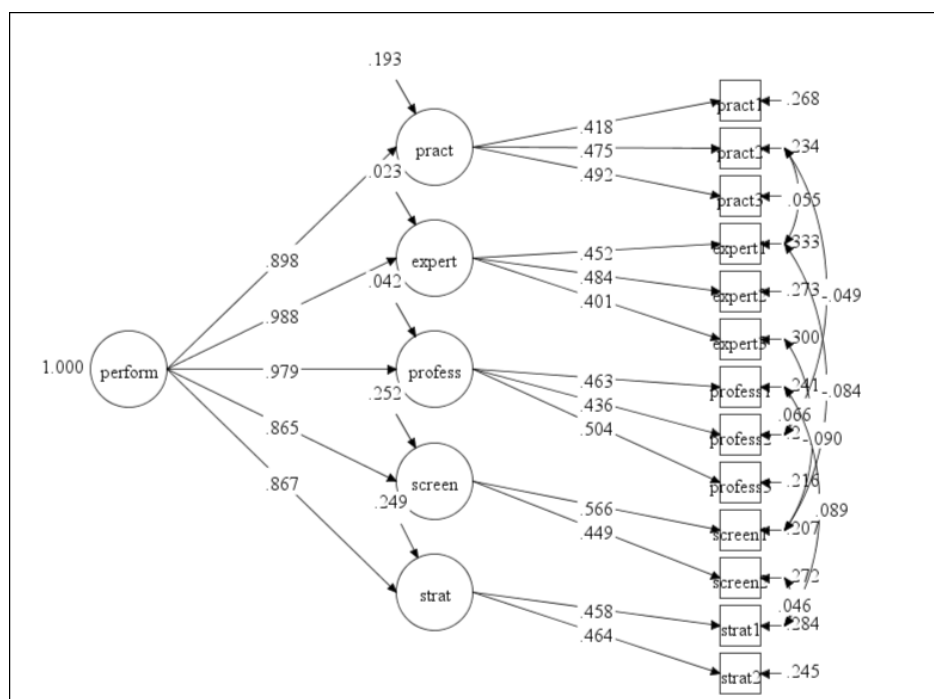 .193
pract
.023
expert
.042
profess
.252
screen
.249
strat
1.000
perform
.898
.988
.979
.865
.867
.418
.475
.492
.452
.484
.401
.463
.436
.504
.566
.449
.458
.464
pract1
.268
pract2
.234
pract3
.055
expert1
.333
expert2
.273
-.049
expert3
.300
profess1
.241
-.084
.066
profess2
-.090
profess3
.216
.089
screen1
.207
screen2
.272
.046
strat1
.284
strat2
.245